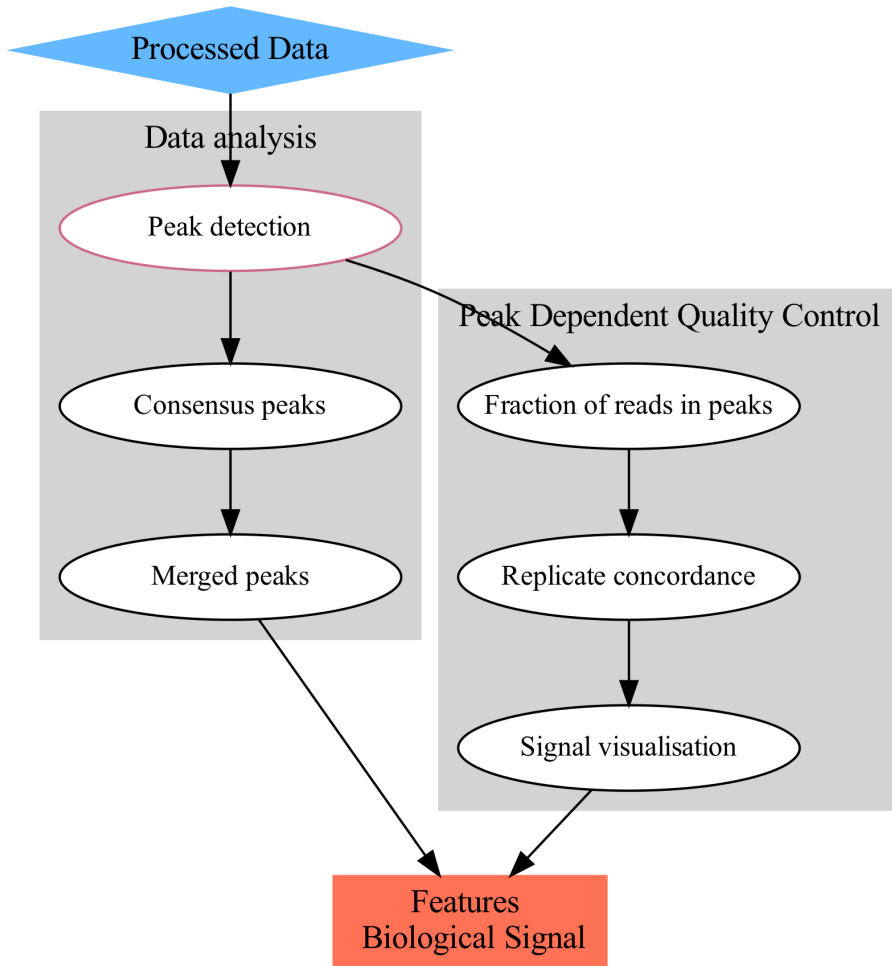 Processed Data
Data analysis
Peak detection
Consensus peaks
Merged peaks
Peak Dependent Quality Control
Fraction of reads in peaks
Replicate concordance
Signal visualisation
Features
Biological Signal